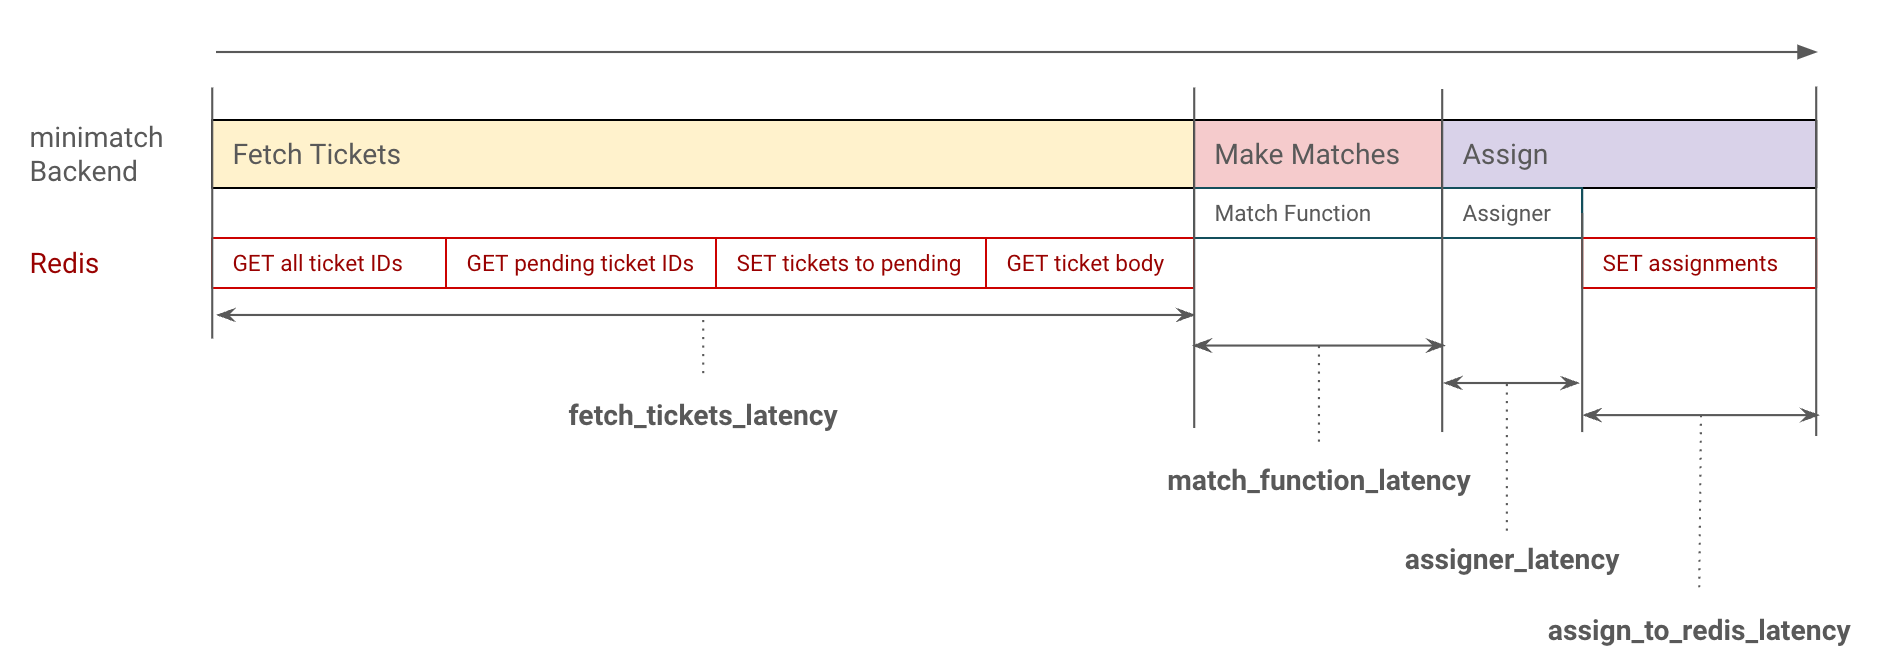 minimatch
Backend
Fetch Tickets
Make Matches
Assign
Match Function
Assigner
Redis
GET all ticket IDs
GET pending ticket IDs
SET tickets to pending
GET ticket body
SET assignments
fetch_tickets_latency
match_function_latency
assigner_latency
assign_to_redis_latency